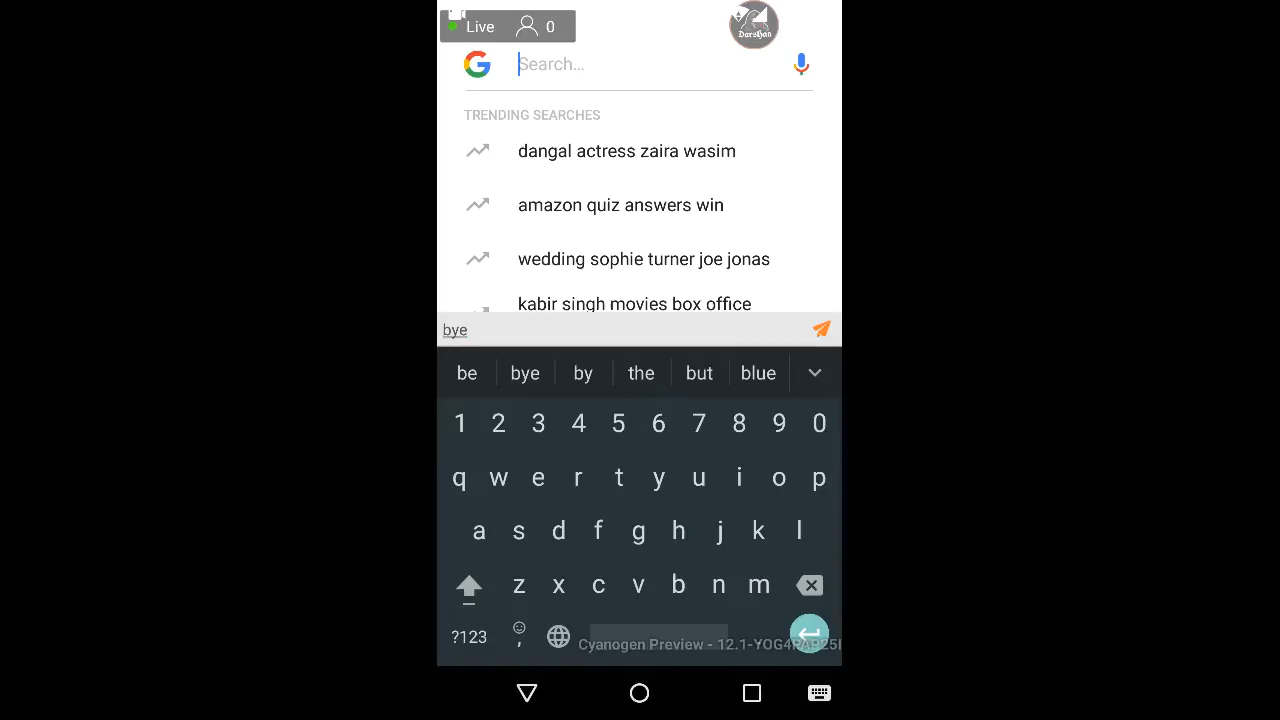 Live 0
Darshan
Search...
TRENDING SEARCHES
dangal actress zaira wasim
amazon quiz answers win
wedding sophie turner joe jonas
kabir singh movies box office
bye
be bye by the but blue
1 2 3 4 5 6 7 8 9 0
q w e r t y u i o p
a s d f g h j k l
z x c v b n m
?123 ,
Cyanogen Preview - 12.1-